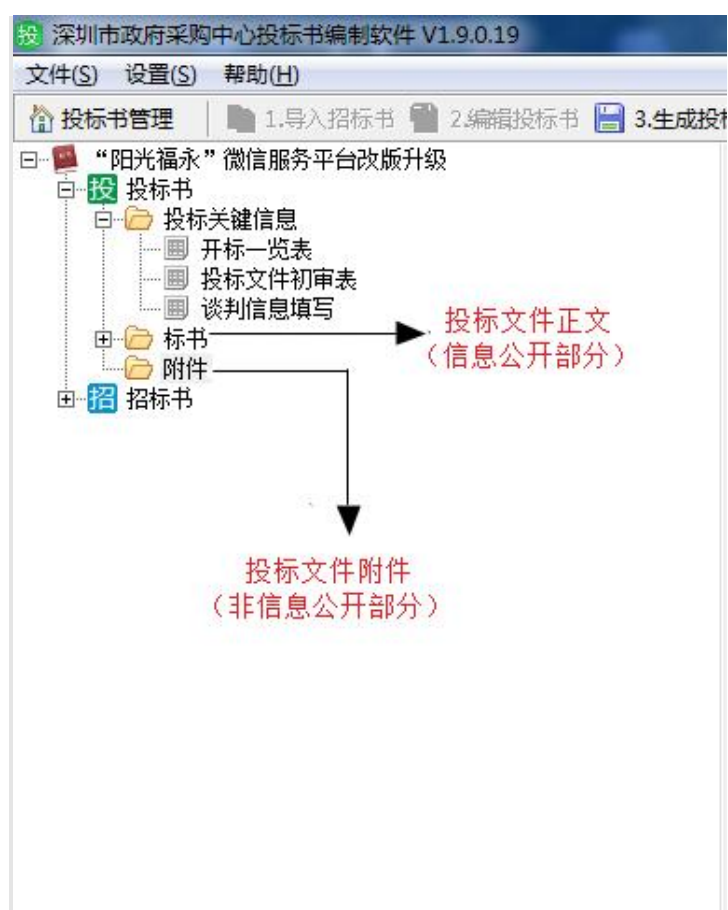 投 深圳市政府采购中心投标书编制软件 V1.9.0.19
文件(S) 设置(S) 帮助(H)
投标书管理 1.导入招标书 2.编辑投标书 3.生成投标
“阳光福永”微信服务平台改版升级
投 投标书
投标关键信息
开标一览表
投标文件初审表
谈判信息填写
标书
附件
招 招标书
投标文件正文
（信息公开部分）
投标文件附件
（非信息公开部分）